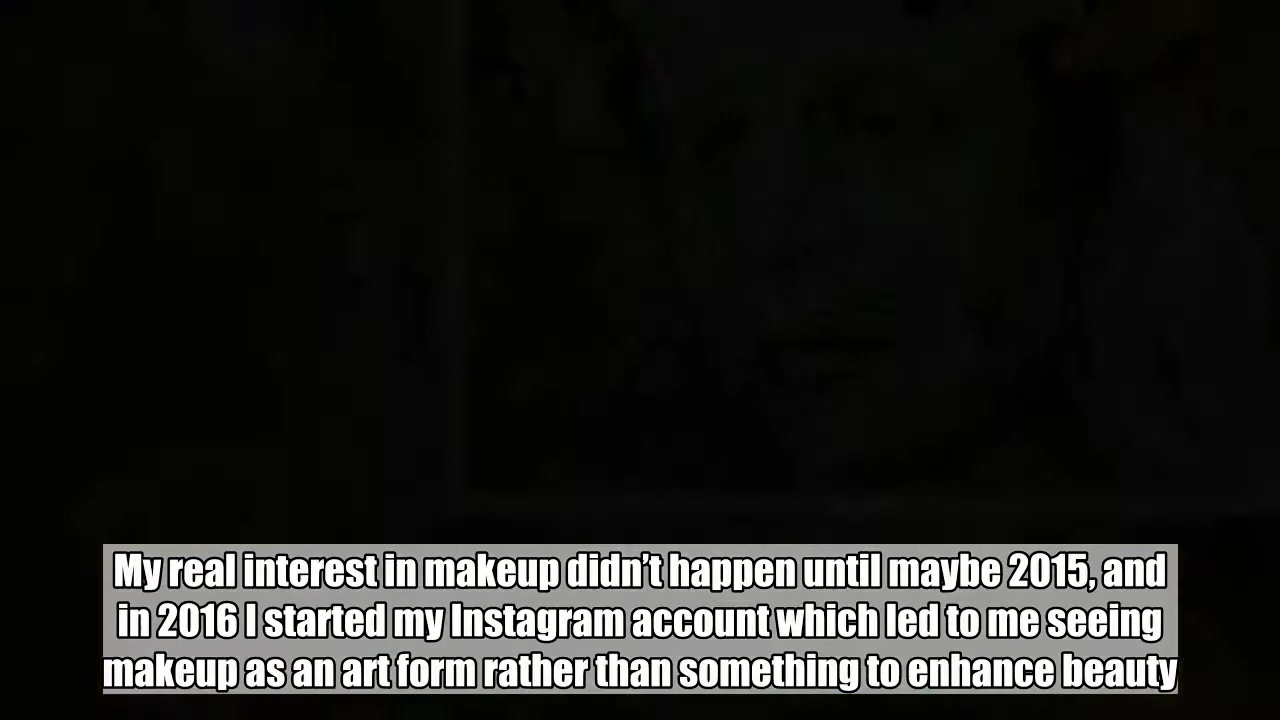 My real interest in makeup didn’t happen until maybe 2015, and
in 2016 I started my Instagram account which led to me seeing
makeup as an art form rather than something to enhance beauty